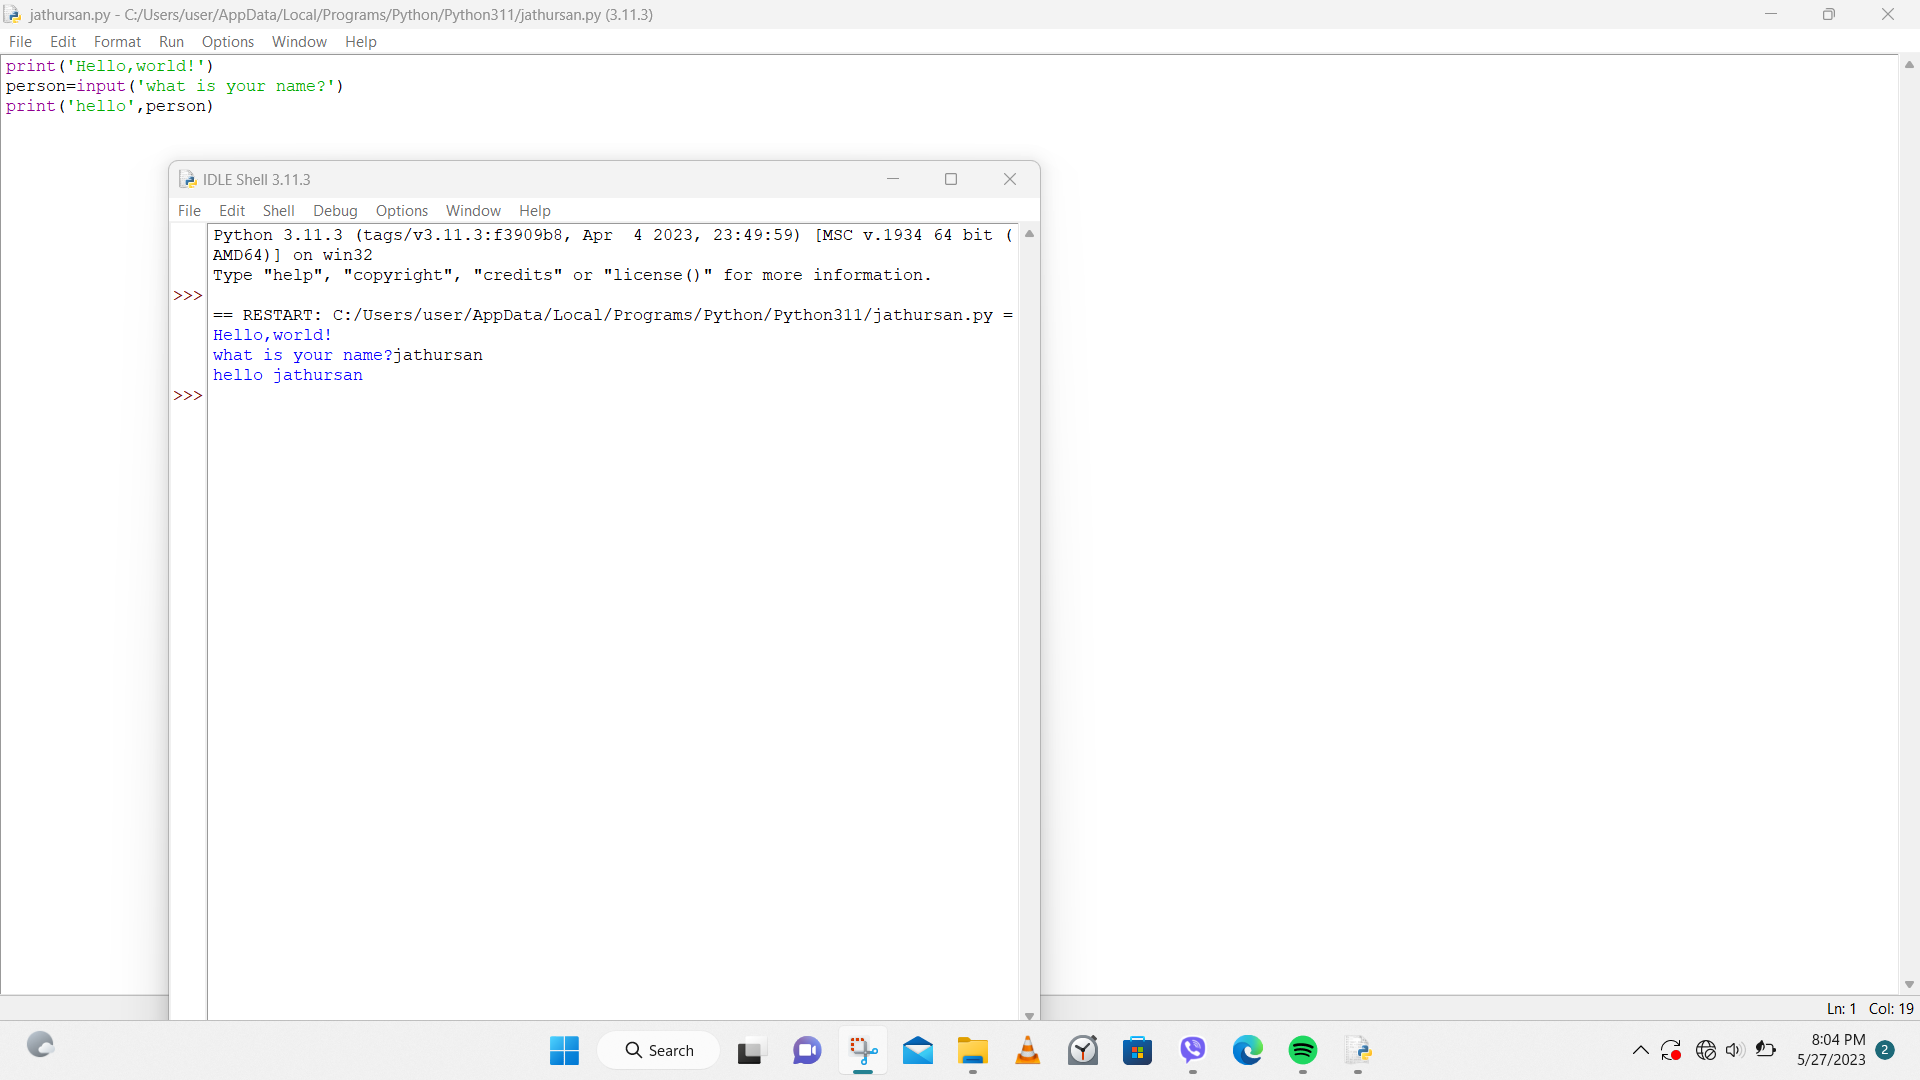 jathursan.py - C:/Users/user/AppData/Local/Programs/Python/Python311/jathursan.py (3.11.3)
File Edit Format Run Options Window Help
print('Hello,world!')
person=input('what is your name?')
print('hello',person)
IDLE Shell 3.11.3
File Edit Shell Debug Options Window Help
Python 3.11.3 (tags/v3.11.3:f3909b8, Apr  4 2023, 23:49:59) [MSC v.1934 64 bit (
AMD64)] on win32
Type "help", "copyright", "credits" or "license()" for more information.
>>>
== RESTART: C:/Users/user/AppData/Local/Programs/Python/Python311/jathursan.py =
Hello,world!
what is your name?jathursan
hello jathursan
>>>
Ln: 1 Col: 19
Search
8:04 PM
5/27/2023
2